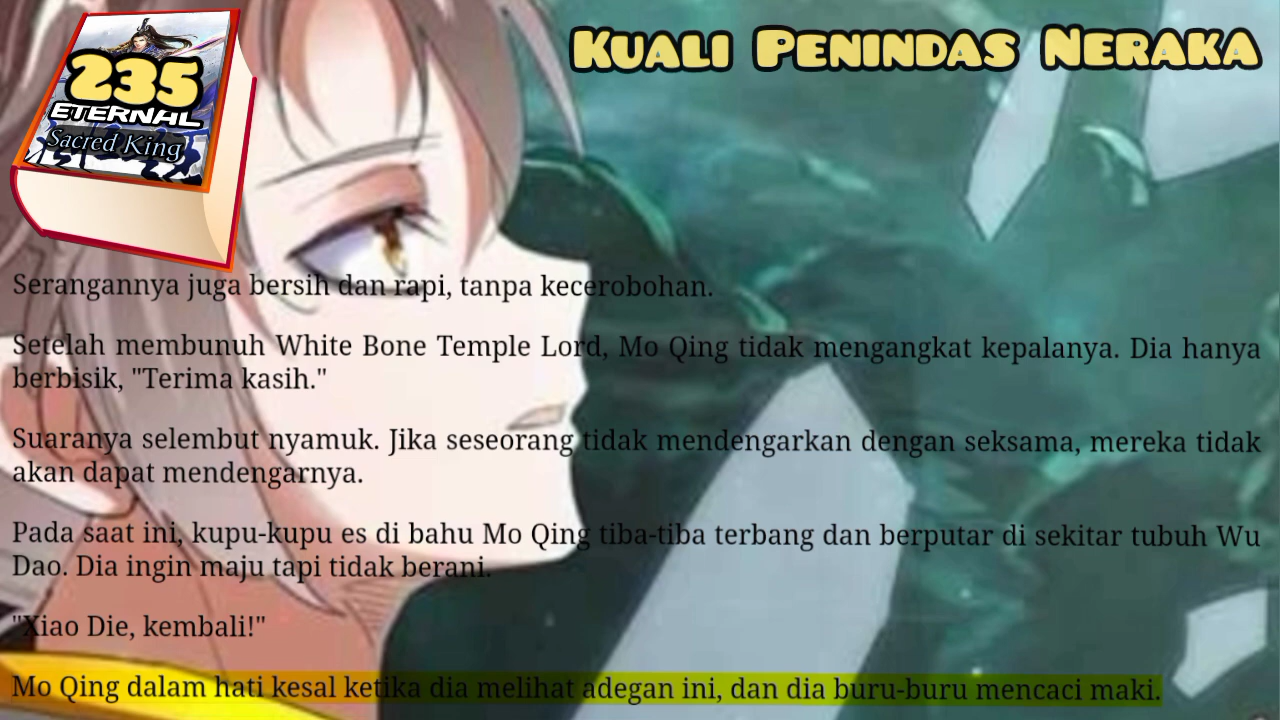 235
ETERNAL
Sacred King
Kuali Penindas Neraka
Serangannya juga bersih dan rapi, tanpa kecerobohan.
Setelah membunuh White Bone Temple Lord, Mo Qing tidak mengangkat kepalanya. Dia hanya
berbisik, "Terima kasih."
Suaranya selembut nyamuk. Jika seseorang tidak mendengarkan dengan seksama, mereka tidak
akan dapat mendengarnya.
Pada saat ini, kupu-kupu es di bahu Mo Qing tiba-tiba terbang dan berputar di sekitar tubuh Wu
Dao. Dia ingin maju tapi tidak berani.
"Xiao Die, kembali!"
Mo Qing dalam hati kesal ketika dia melihat adegan ini, dan dia buru-buru mencaci maki.